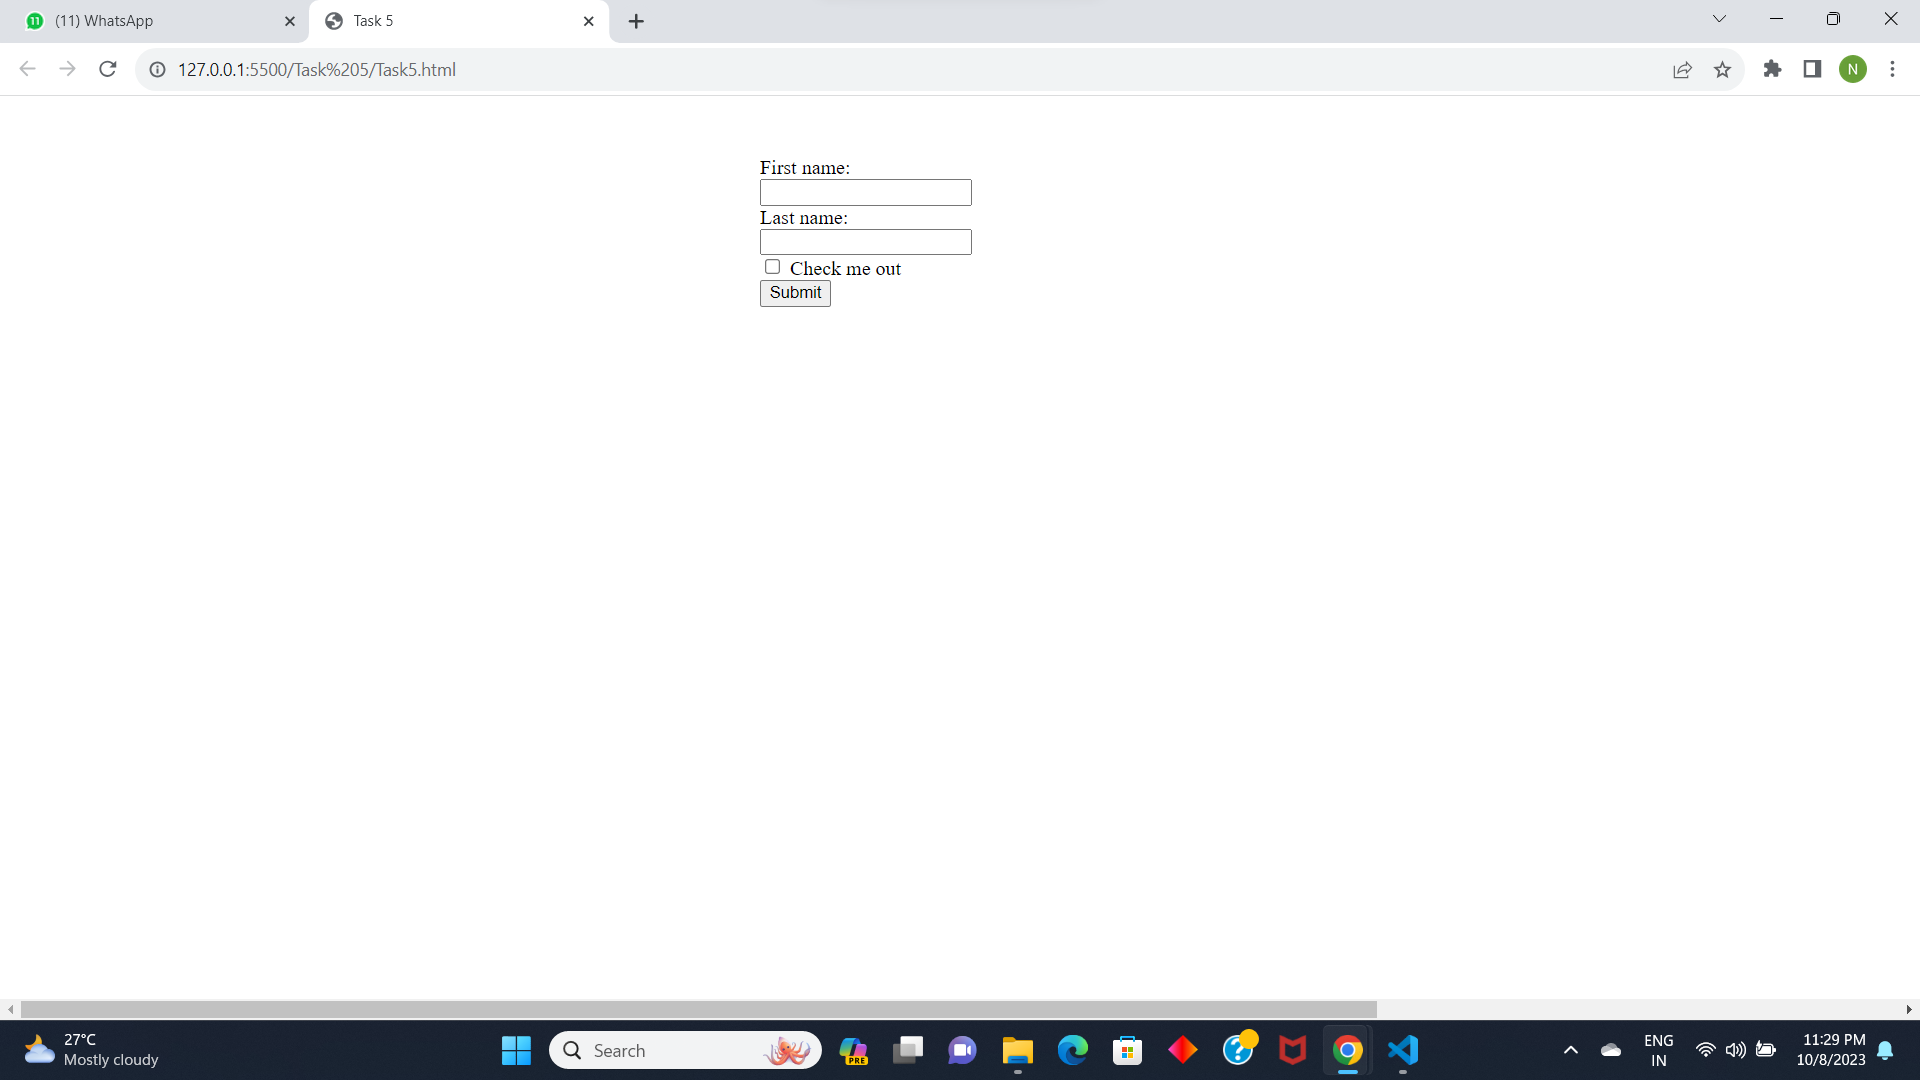 11 (11) WhatsApp
Task 5
127.0.0.1:5500/Task%205/Task5.html
N
First name:
Last name:
Check me out
Submit
27°C
Mostly cloudy
Search
PRE
ENG
IN
11:29 PM
10/8/2023